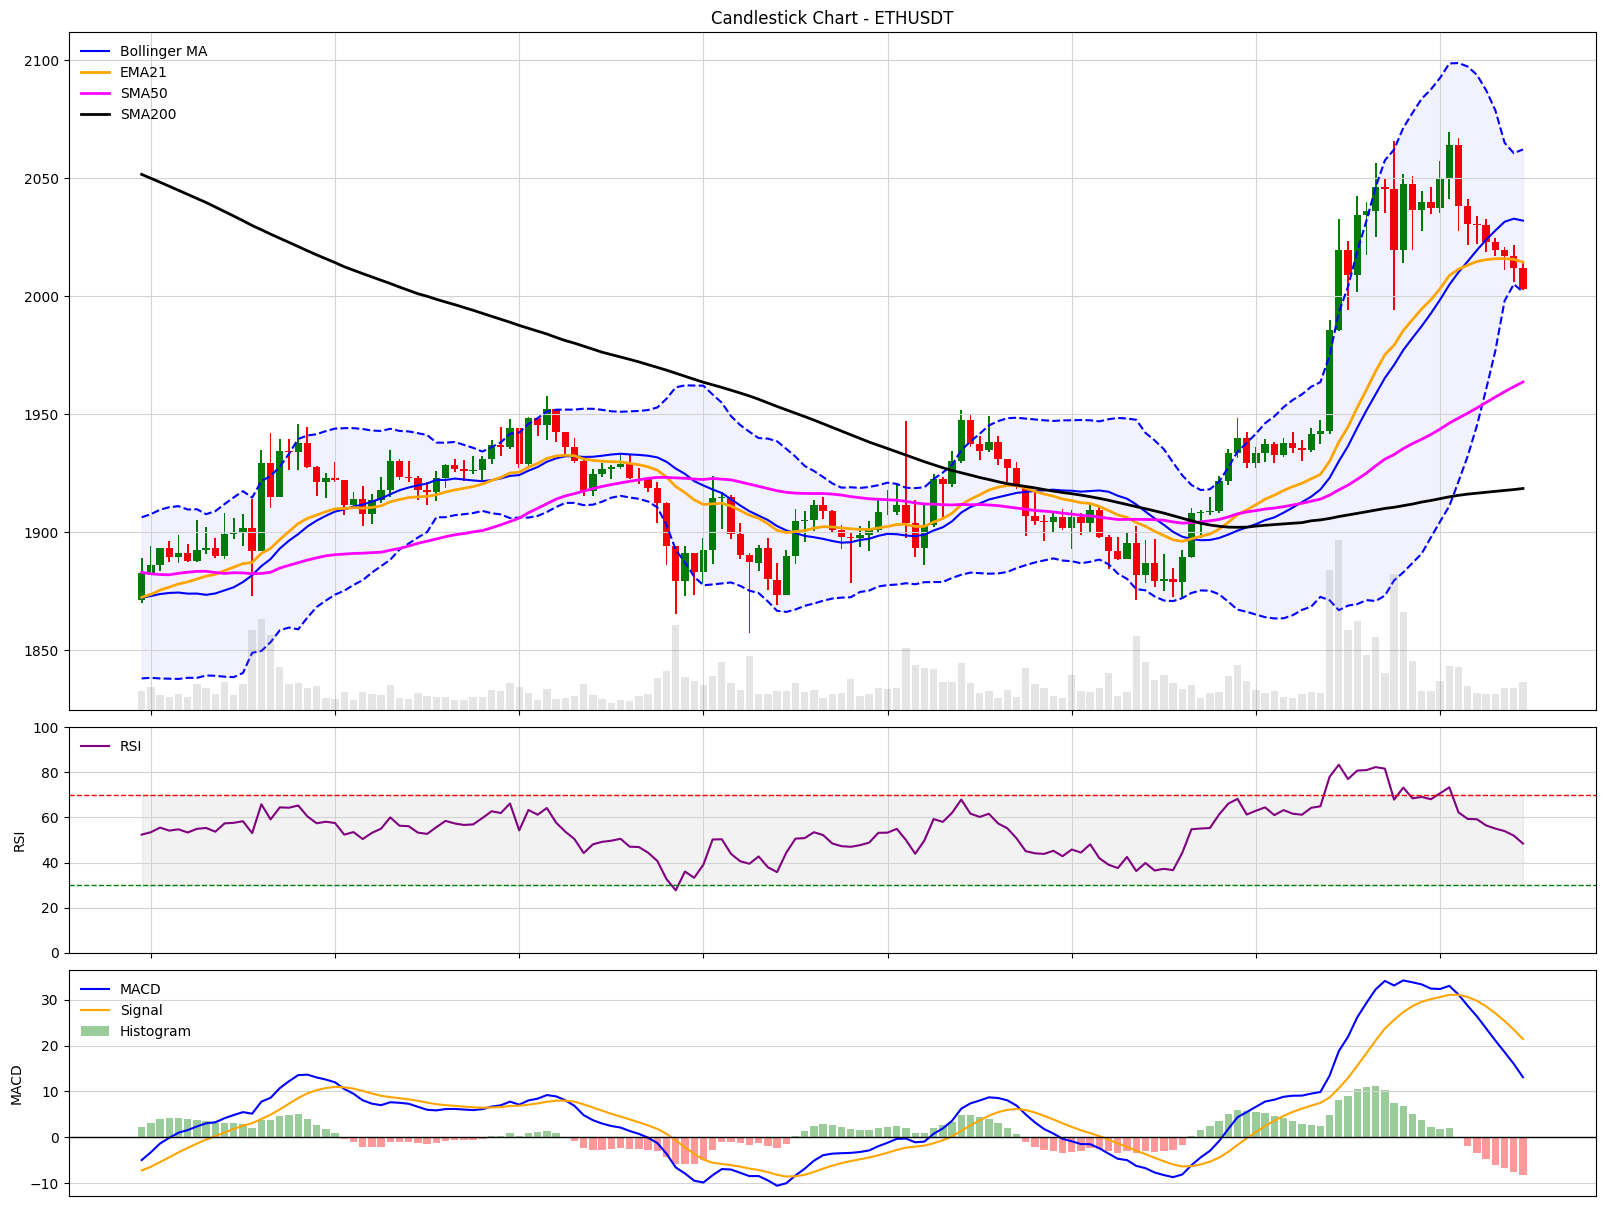 Candlestick Chart - ETHUSDT
Bollinger MA
EMA21
SMA50
SMA200
2100
2050
2000
1950
1900
1850
RSI
100
80
60
40
20
0
RSI
MACD
Signal
Histogram
30
20
10
0
−10
MACD